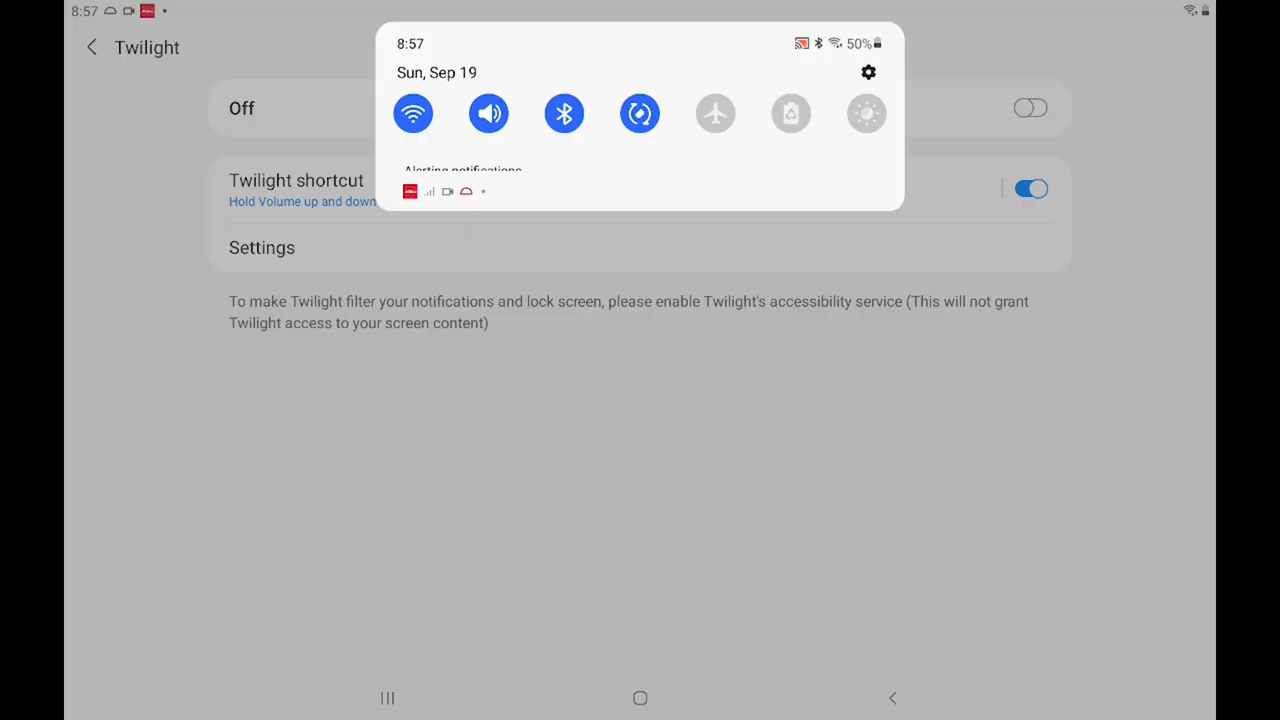 8:57
Twilight
8:57
50%
Sun, Sep 19
Off
Alerting notifications
Twilight shortcut
Hold Volume up and down
Settings
To make Twilight filter your notifications and lock screen, please enable Twilight's accessibility service (This will not grant
Twilight access to your screen content)